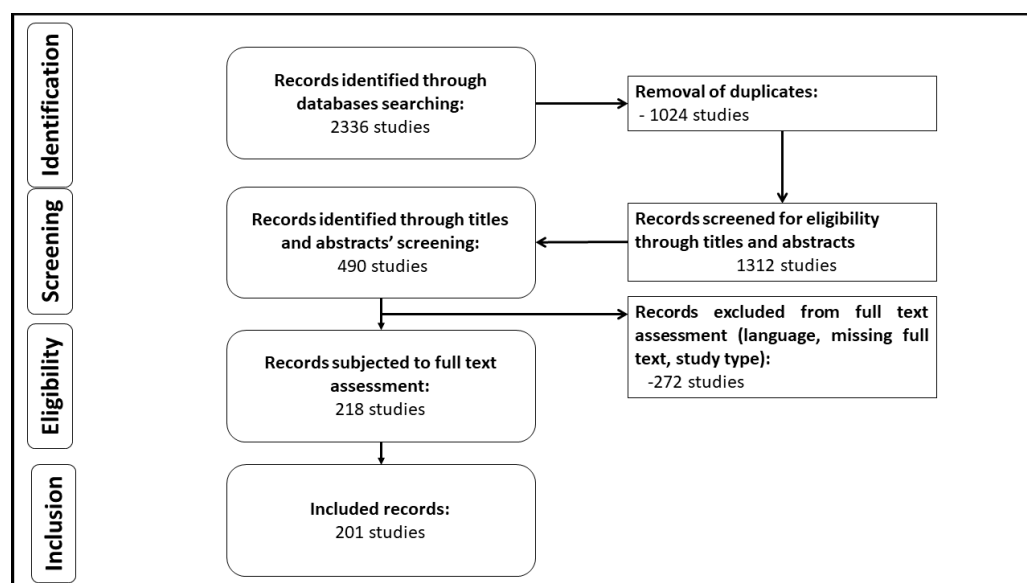 Identification
Records identified through
databases searching:
2336 studies
Removal of duplicates:
- 1024 studies
Screening
Records identified through titles
and abstracts’ screening:
490 studies
Records screened for eligibility
through titles and abstracts
1312 studies
Records excluded from full text
assessment (language, missing full
text, study type):
-272 studies
Eligibility
Records subjected to full text
assessment:
218 studies
Inclusion
Included records:
201 studies